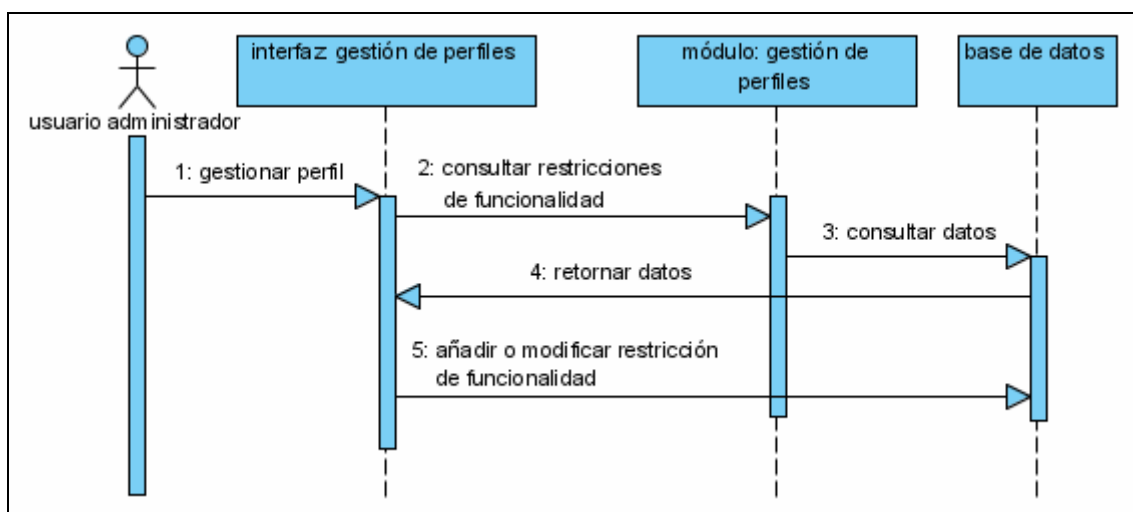 interfaz gestión de perfiles
módulo: gestión de
perfiles
base de datos
usuario administrador
1: gestionar perfil
2: consultar restricciones
de funcionalidad
3: consultar datos
4: retornar datos
5: añadir o modificar restricción
de funcionalidad